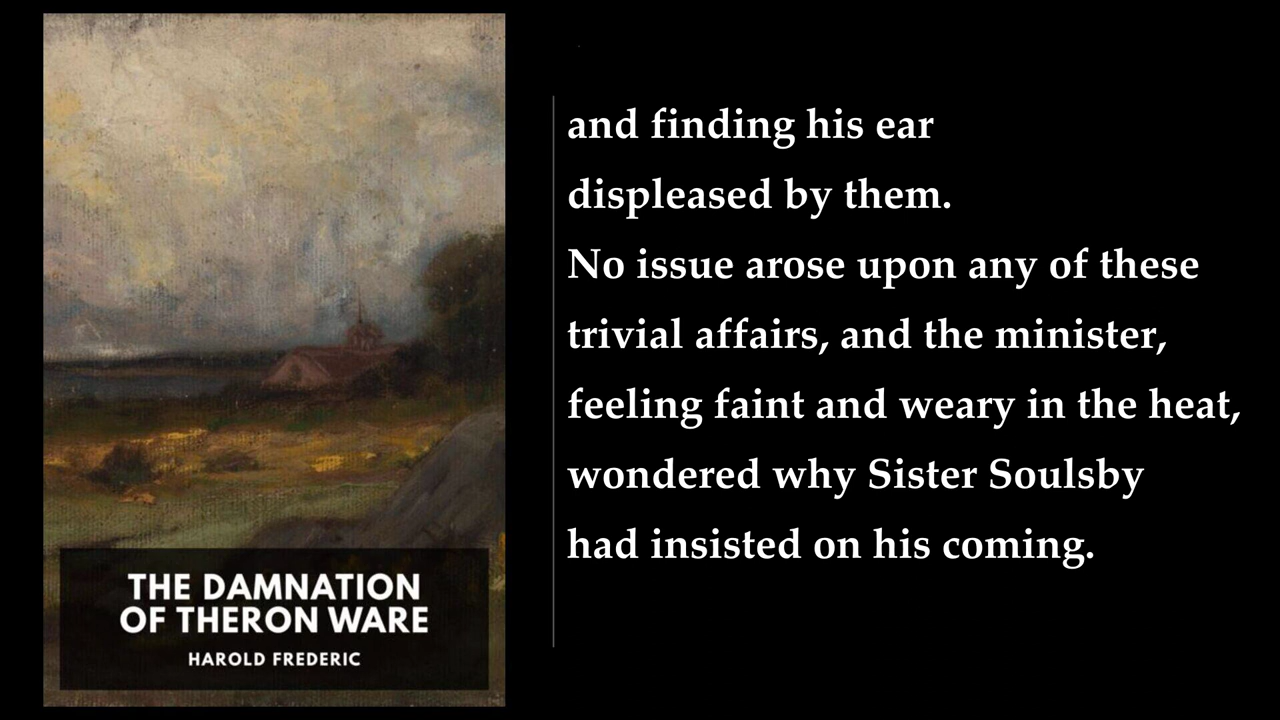 and finding his ear
displeased by them.
No issue arose upon any of these
trivial affairs, and the minister,
feeling faint and weary in the heat,
wondered why Sister Soulsby
had insisted on his coming.
THE DAMNATION
OF THERON WARE
HAROLD FREDERIC